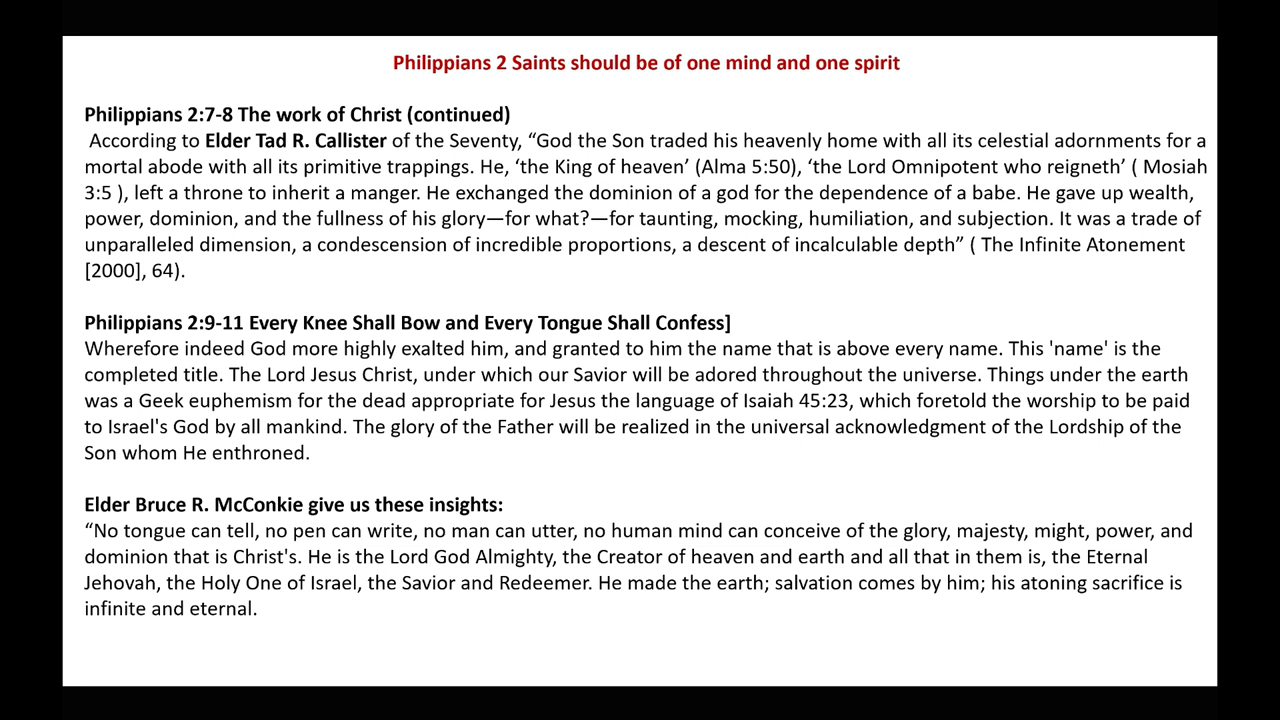 Philippians 2 Saints should be of one mind and one spirit
Philippians 2:7-8 The work of Christ (continued)
According to Elder Tad R. Callister of the Seventy, “God the Son traded his heavenly home with all its celestial adornments for a
mortal abode with all its primitive trappings. He, ‘the King of heaven’ (Alma 5:50), ‘the Lord Omnipotent who reigneth’ ( Mosiah
3:5 ), left a throne to inherit a manger. He exchanged the dominion of a god for the dependence of a babe. He gave up wealth,
power, dominion, and the fullness of his glory—for what?—for taunting, mocking, humiliation, and subjection. It was a trade of
unparalleled dimension, a condescension of incredible proportions, a descent of incalculable depth” ( The Infinite Atonement
[2000], 64).
Philippians 2:9-11 Every Knee Shall Bow and Every Tongue Shall Confess]
Wherefore indeed God more highly exalted him, and granted to him the name that is above every name. This 'name' is the
completed title. The Lord Jesus Christ, under which our Savior will be adored throughout the universe. Things under the earth
was a Geek euphemism for the dead appropriate for Jesus the language of Isaiah 45:23, which foretold the worship to be paid
to Israel's God by all mankind. The glory of the Father will be realized in the universal acknowledgment of the Lordship of the
Son whom He enthroned.
Elder Bruce R. McConkie give us these insights:
“No tongue can tell, no pen can write, no man can utter, no human mind can conceive of the glory, majesty, might, power, and
dominion that is Christ's. He is the Lord God Almighty, the Creator of heaven and earth and all that in them is, the Eternal
Jehovah, the Holy One of Israel, the Savior and Redeemer. He made the earth; salvation comes by him; his atoning sacrifice is
infinite and eternal.